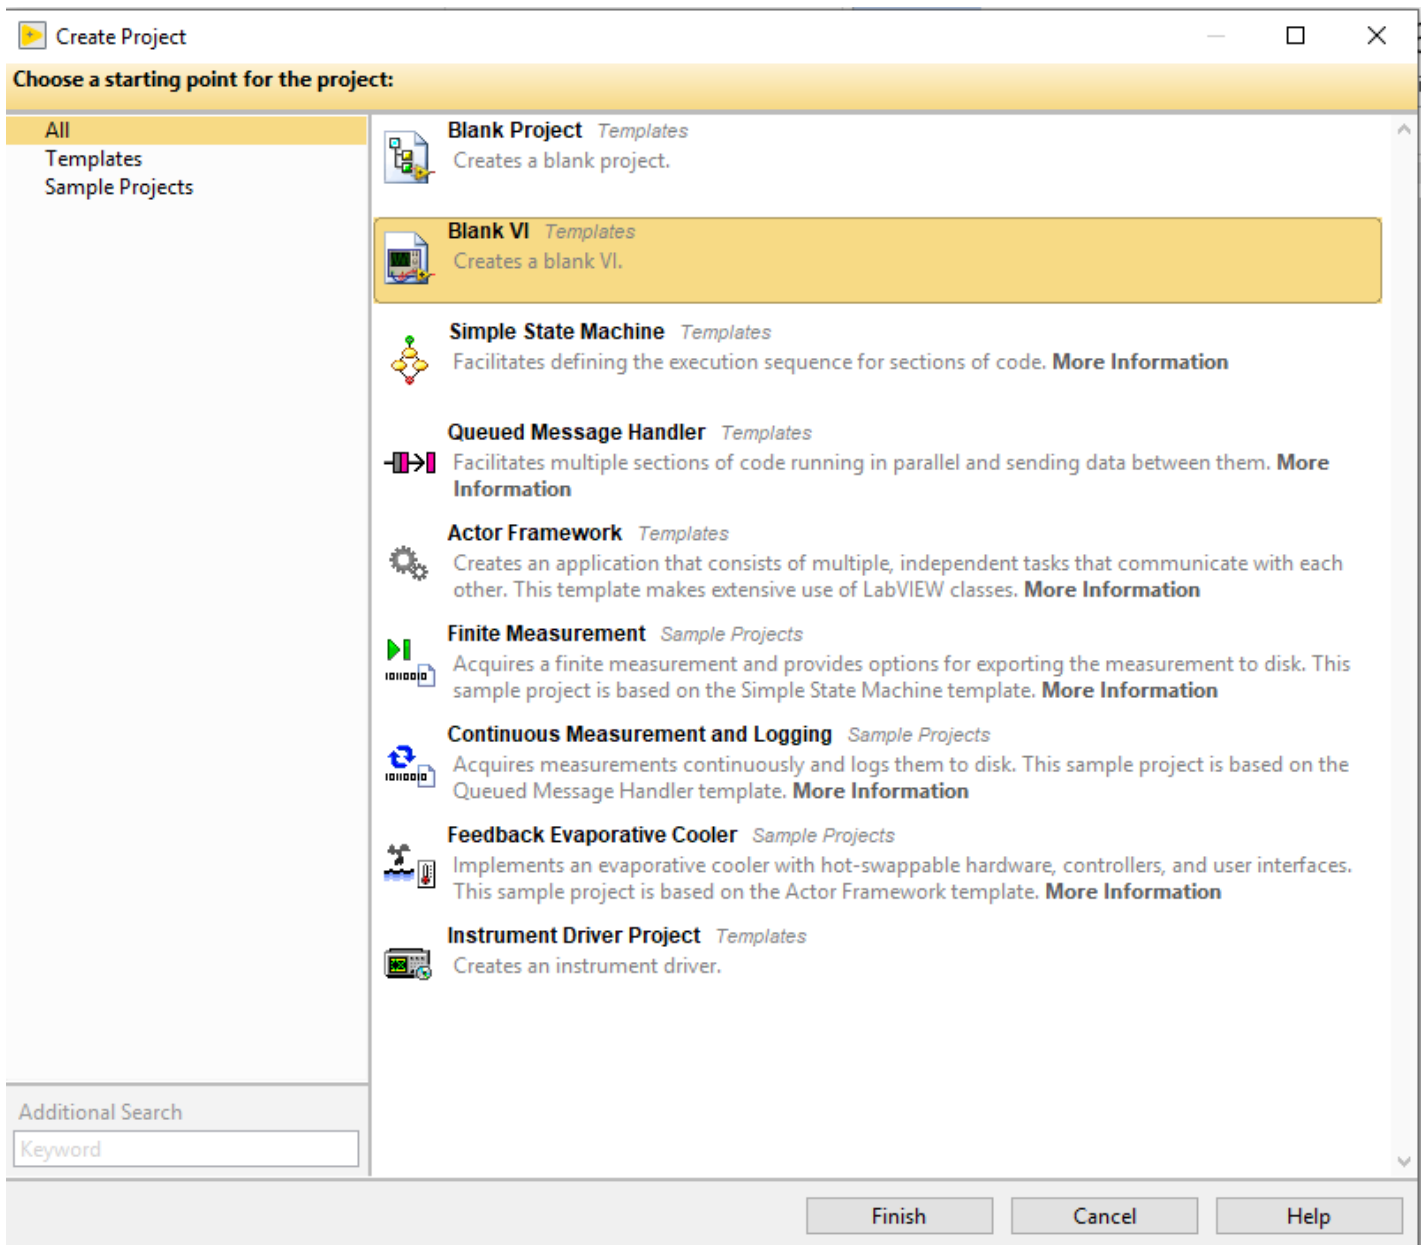 Create Project
Choose a starting point for the project:
All
Templates
Sample Projects
Blank Project Templates
Creates a blank project.
Blank VI Templates
Creates a blank VI.
Simple State Machine Templates
Facilitates defining the execution sequence for sections of code. More Information
Queued Message Handler Templates
Facilitates multiple sections of code running in parallel and sending data between them. More
Information
Actor Framework Templates
Creates an application that consists of multiple, independent tasks that communicate with each
other. This template makes extensive use of LabVIEW classes. More Information
Finite Measurement Sample Projects
Acquires a finite measurement and provides options for exporting the measurement to disk. This
sample project is based on the Simple State Machine template. More Information
Continuous Measurement and Logging Sample Projects
Acquires measurements continuously and logs them to disk. This sample project is based on the
Queued Message Handler template. More Information
Feedback Evaporative Cooler Sample Projects
Implements an evaporative cooler with hot-swappable hardware, controllers, and user interfaces.
This sample project is based on the Actor Framework template. More Information
Instrument Driver Project Templates
Creates an instrument driver.
Additional Search
Keyword
Finish
Cancel
Help